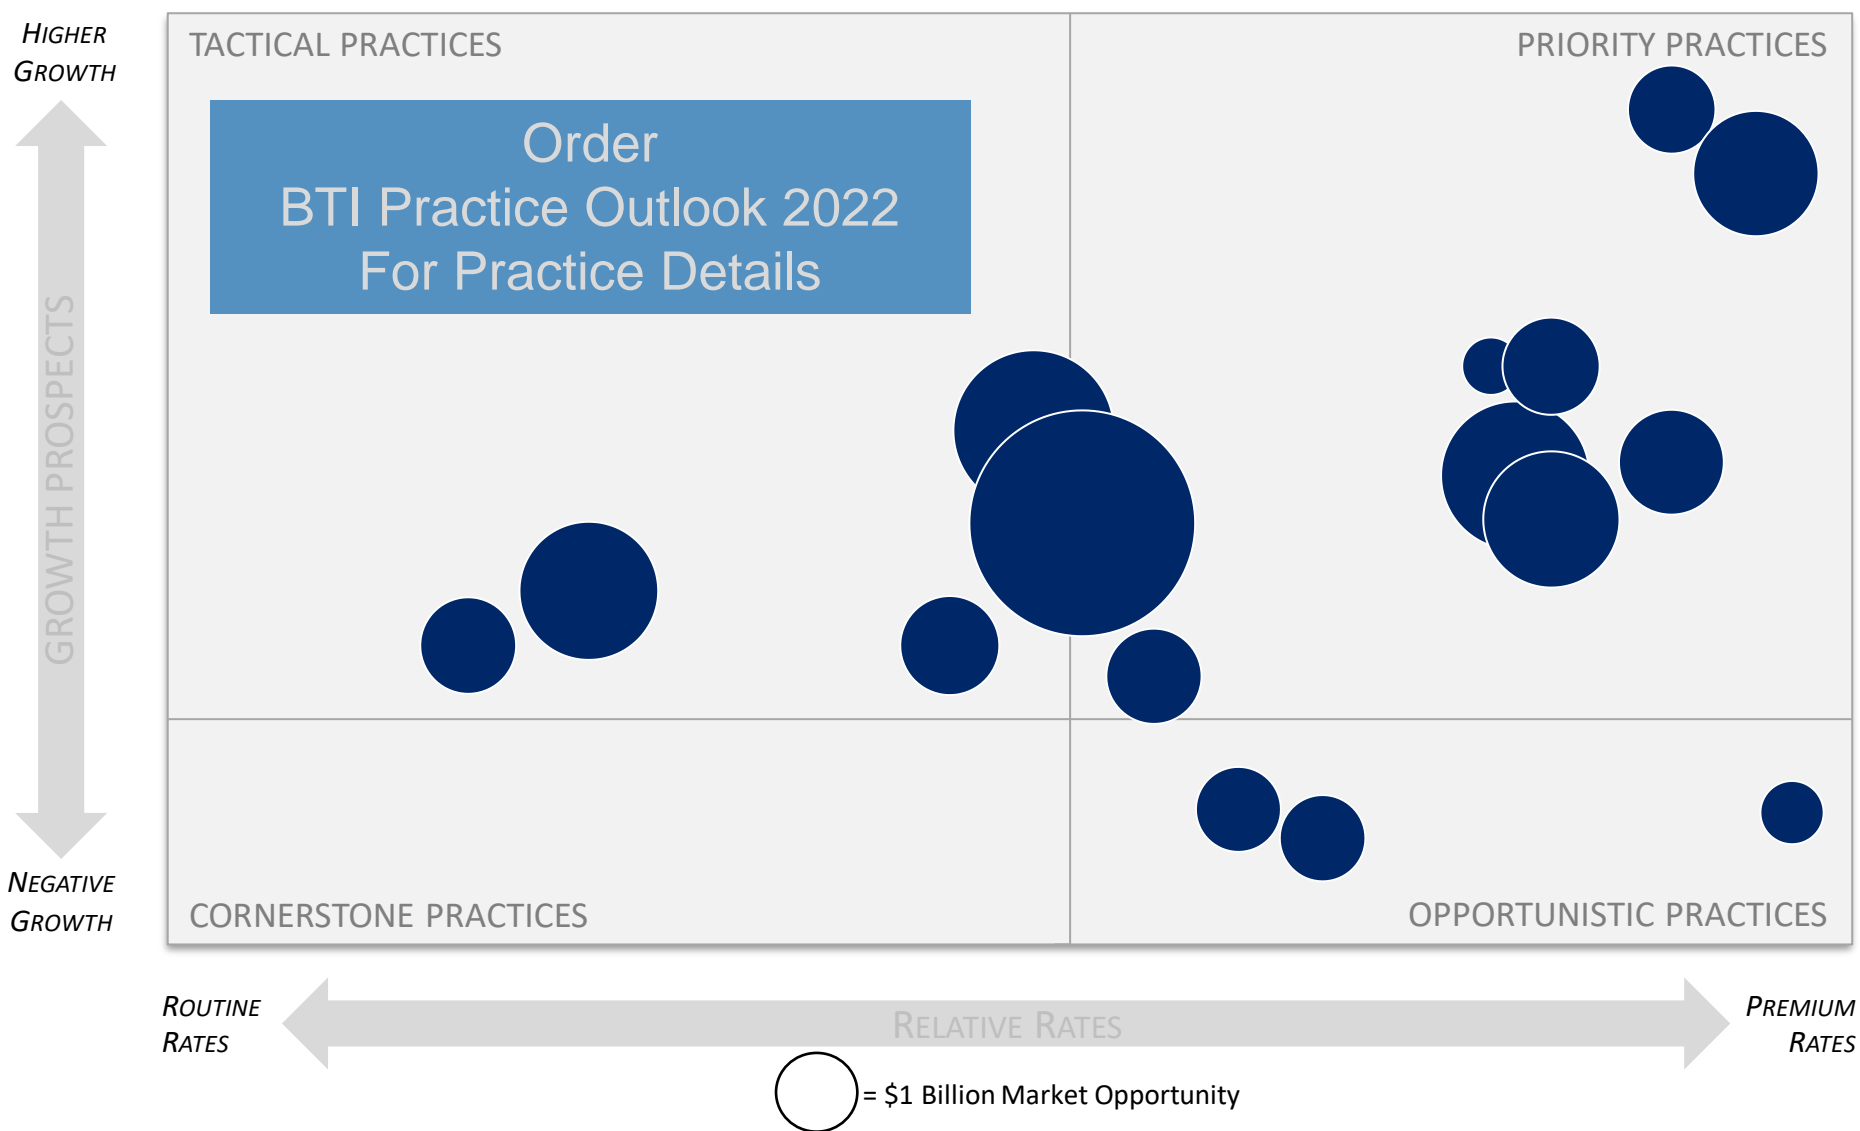 HIGHER
GROWTH
TACTICAL PRACTICES
PRIORITY PRACTICES
Order
BTI Practice Outlook 2022
For Practice Details
GROWTH PROSPECTS
NEGATIVE
GROWTH
CORNERSTONE PRACTICES
OPPORTUNISTIC PRACTICES
ROUTINE
RATES
RELATIVE RATES
PREMIUM
RATES
= $1 Billion Market Opportunity